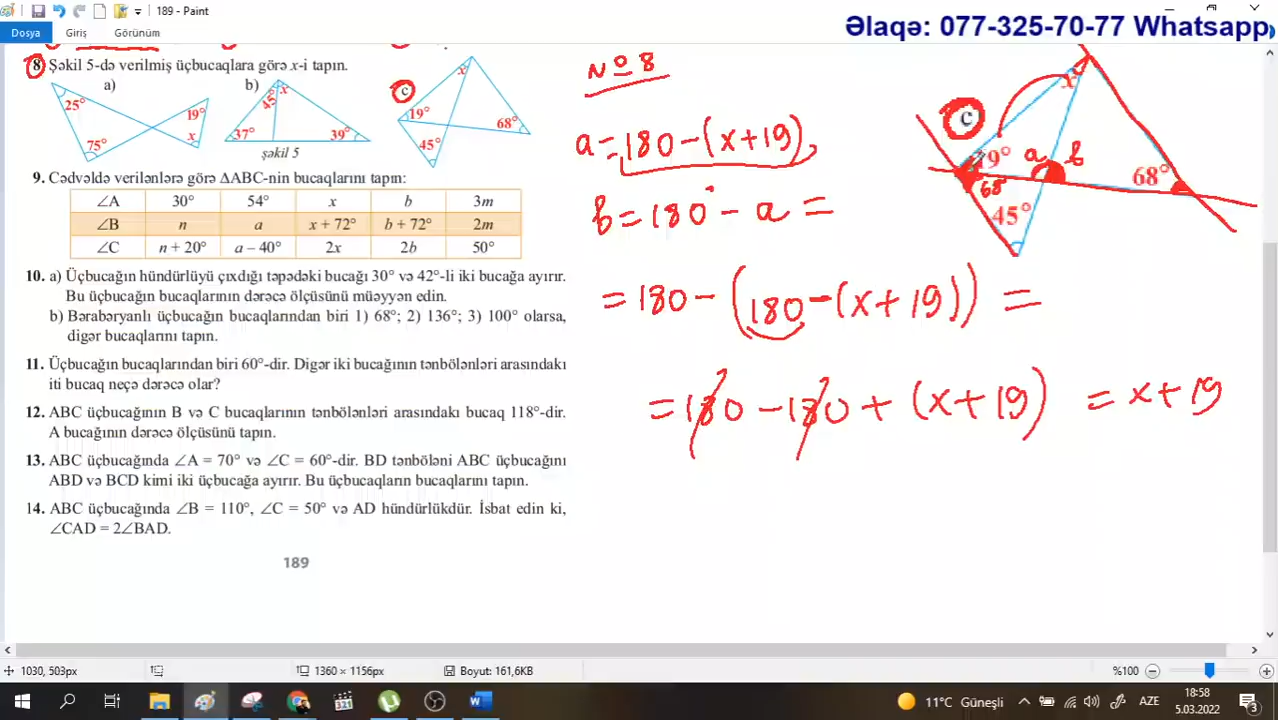 189 - Paint
Əlaqə: 077-325-70-77 Whatsapp
Dosya Giriş Görünüm
8. Şəkil 5-də verilmiş üçbucaqlara görə x-i tapın.
a) b) c
25° 19° 75° x
45° x 37° 39°
x 19° 68° 45°
şəkil 5
9. Cədvəldə verilənlərə görə ΔABC-nin bucaqlarını tapın:
∠A 30° 54° x b 3m
∠B n a x + 72° b + 72° 2m
∠C n + 20° a – 40° 2x 2b 50°
10. a) Üçbucağın hündürlüyü çıxdığı təpədəki bucağı 30° və 42°-li iki bucağa ayırır.
Bu üçbucağın bucaqlarının dərəcə ölçüsünü müəyyən edin.
b) Bərabəryanlı üçbucağın bucaqlarından biri 1) 68°; 2) 136°; 3) 100° olarsa,
digər bucaqlarını tapın.
11. Üçbucağın bucaqlarından biri 60°-dir. Digər iki bucağının tənbölənləri arasındakı
iti bucaq neçə dərəcə olar?
12. ABC üçbucağının B və C bucaqlarının tənbölənləri arasındakı bucaq 118°-dir.
A bucağının dərəcə ölçüsünü tapın.
13. ABC üçbucağında ∠A = 70° və ∠C = 60°-dir. BD tənböləni ABC üçbucağını
ABD və BCD kimi iki üçbucağa ayırır. Bu üçbucaqların bucaqlarını tapın.
14. ABC üçbucağında ∠B = 110°, ∠C = 50° və AD hündürlükdür. İsbat edin ki,
∠CAD = 2∠BAD.
189
№ 8
a = 180 – (x + 19),
b = 180 – a =
= 180 – (180 – (x + 19)) =
= 180 – 180 + (x + 19) = x + 19
c x
19° a b
68° 68°
45°
1030, 503px 1360 × 1156px Boyut: 161,6KB %100
11°C Güneşli AZE 18:58
5.03.2022 3